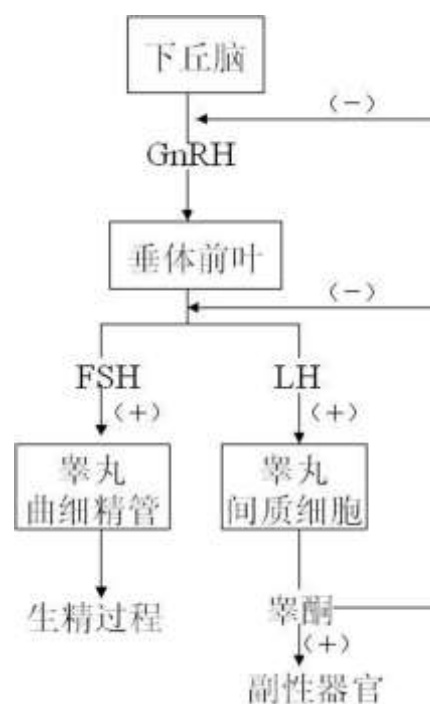 下丘脑
（－）
GnRH
垂体前叶
（－）
FSH
LH
（＋）
（＋）
睾丸
曲细精管
睾丸
间质细胞
生精过程
睾酮
（＋）
副性器官